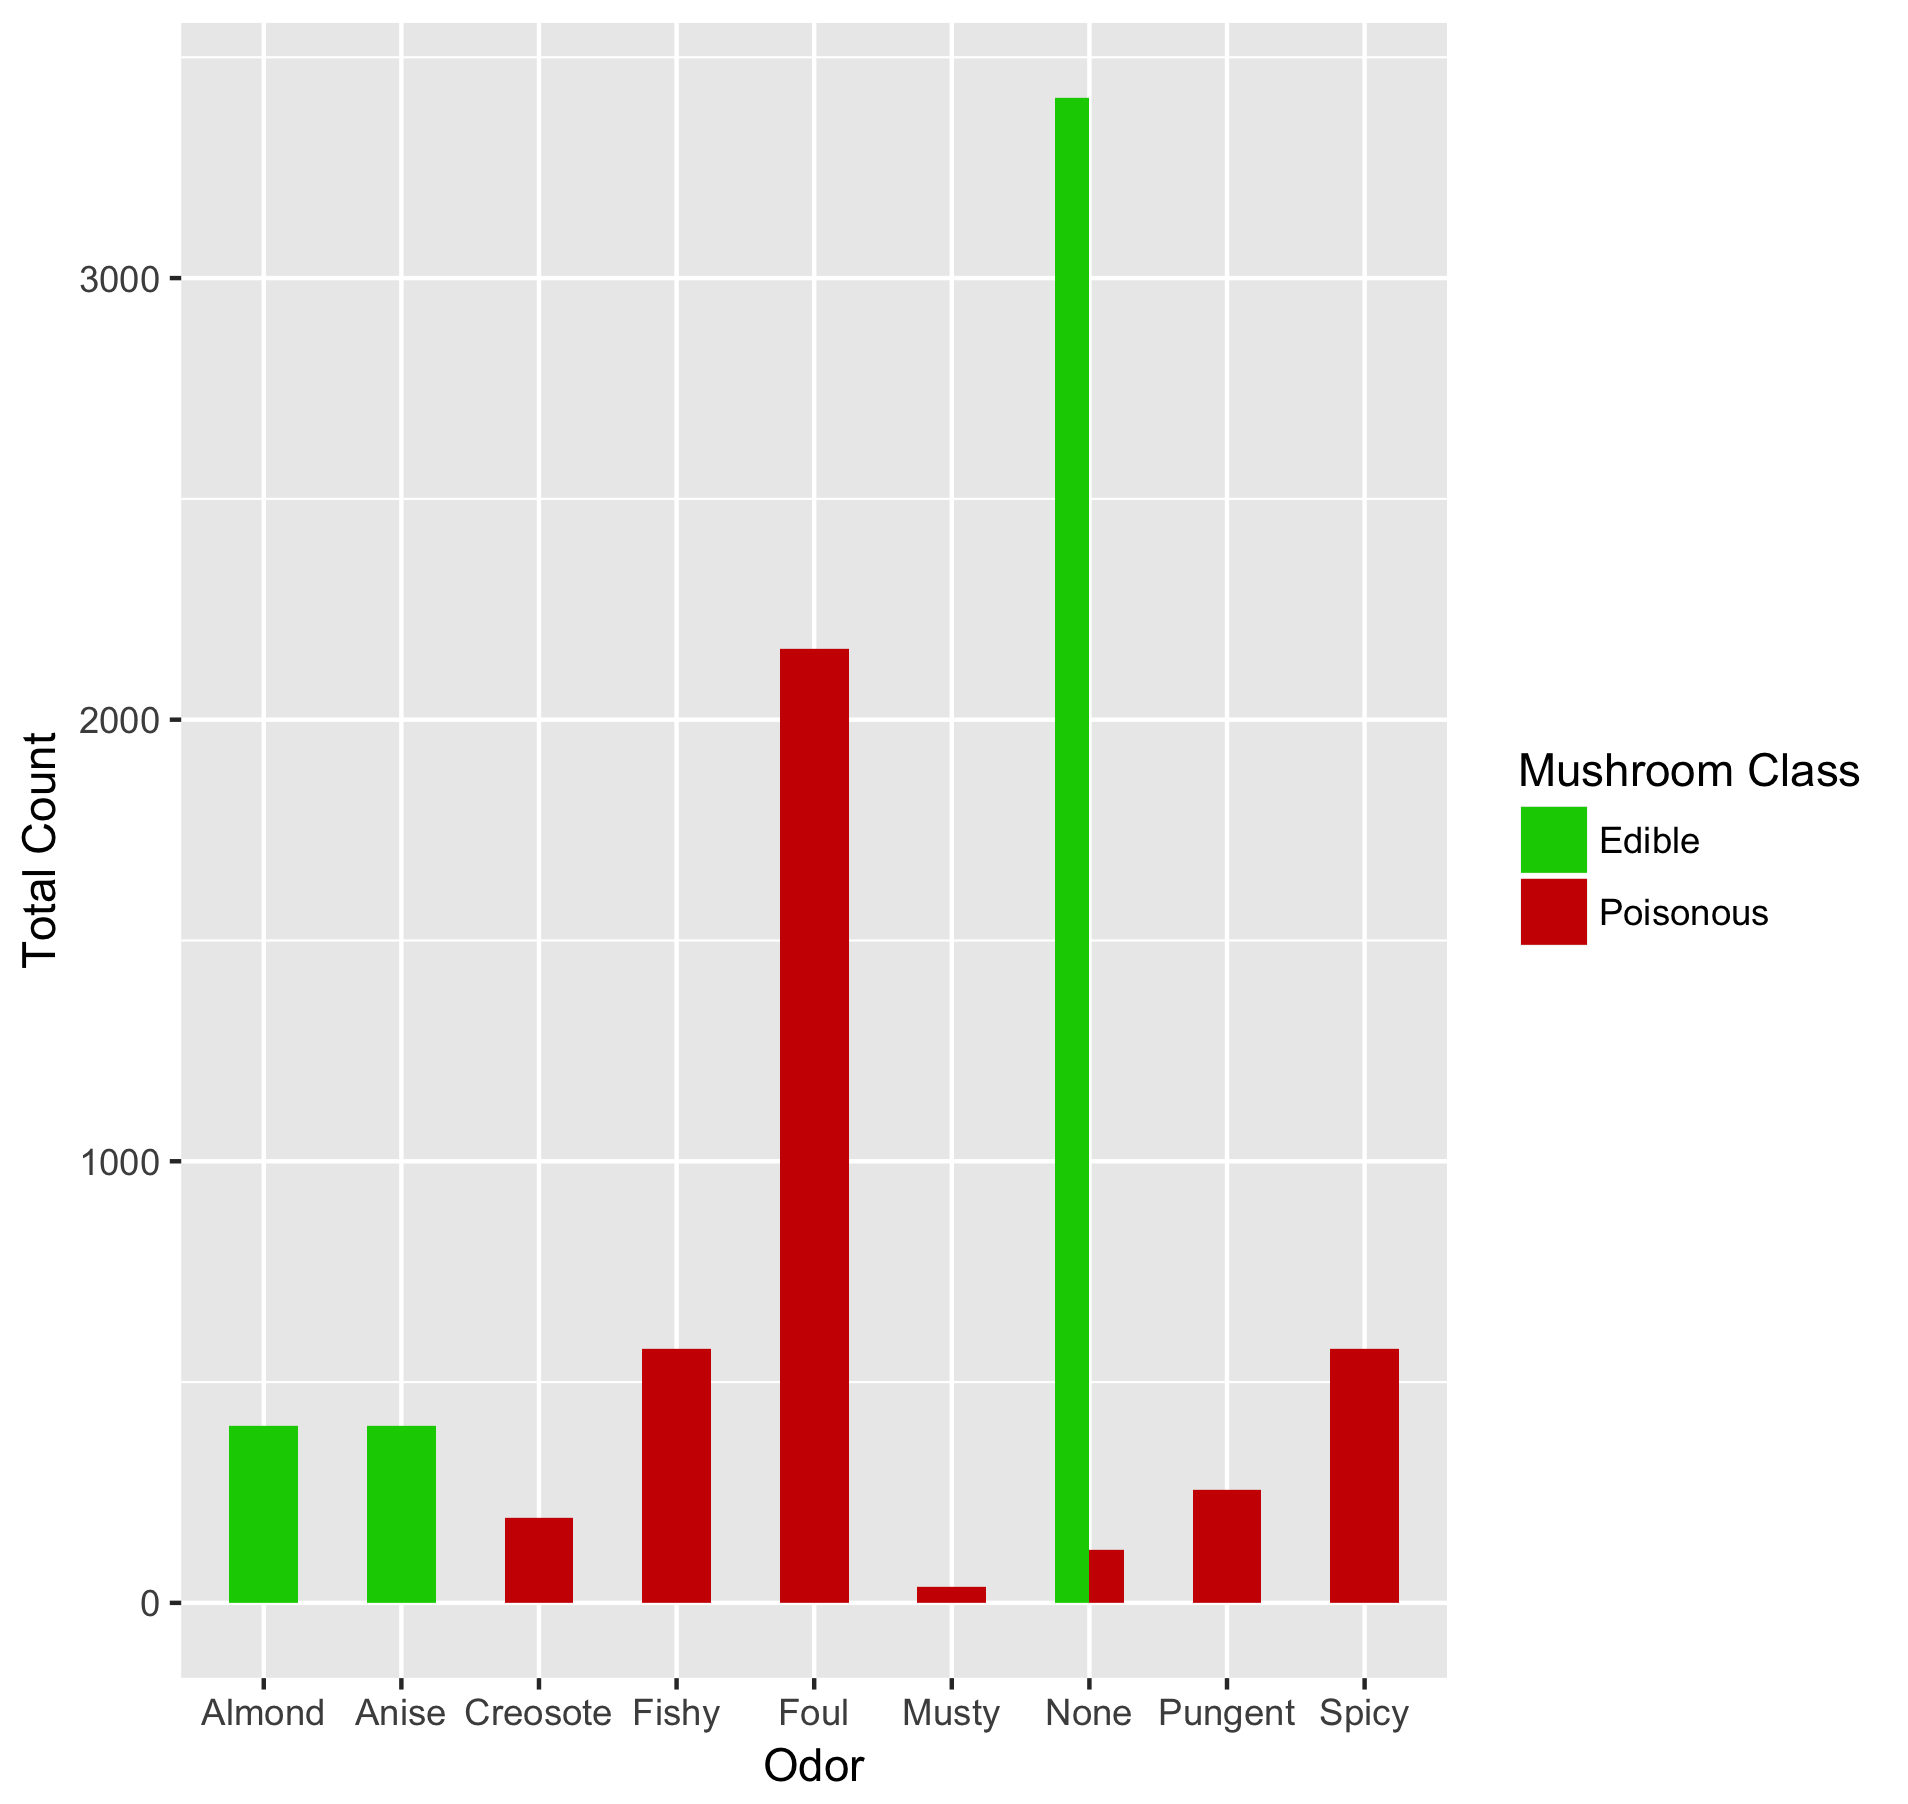 3000
2000
1000
0
Total Count
Almond Anise Creosote Fishy Foul Musty None Pungent Spicy
Odor
Mushroom Class
Edible
Poisonous